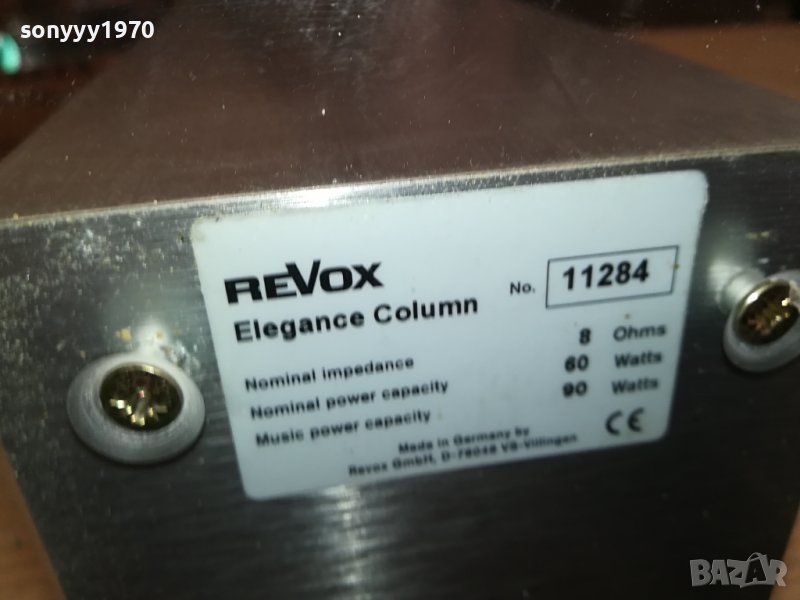 sonyyy1970
REVOX
No. 11284
Elegance Column
Nominal impedance 8 Ohms
Nominal power capacity 60 Watts
Music power capacity 90 Watts
Made in Germany by
Revox GmbH, D-78048 VS-Villingen
CE
BAZAR